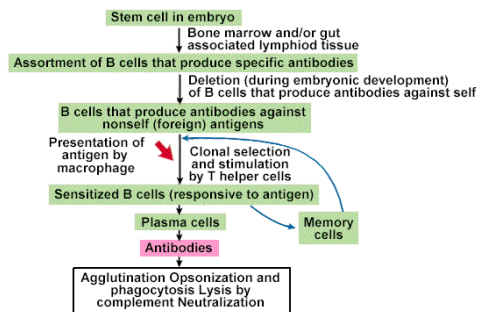 Stem cell in embryo
Bone marrow and/or gut
associated lymphiod tissue
Assortment of B cells that produce specific antibodies
Deletion (during embryonic development)
of B cells that produce antibodies against self
B cells that produce antibodies against
nonself (foreign) antigens
Presentation of
antigen by
macrophage
Clonal selection
and stimulation
by T helper cells
Sensitized B cells (responsive to antigen)
Plasma cells
Memory
cells
Antibodies
Agglutination Opsonization and
phagocytosis Lysis by
complement Neutralization